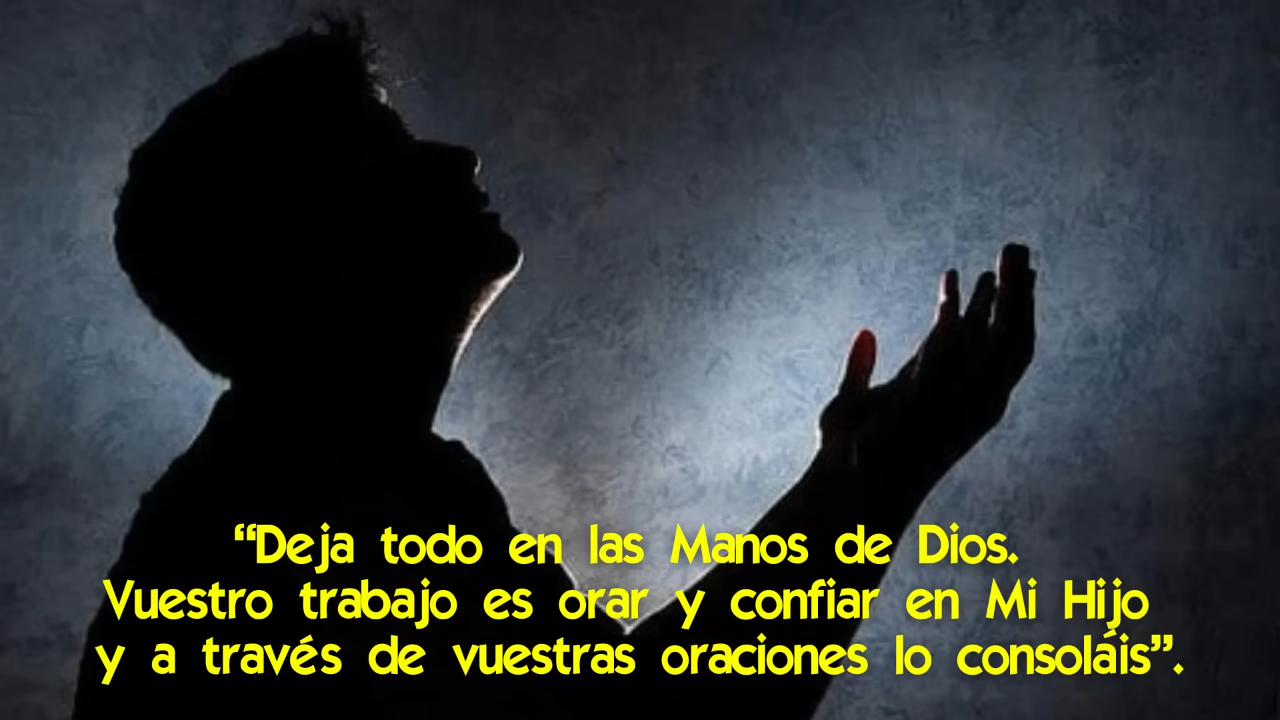 “Deja todo en las Manos de Dios.
Vuestro trabajo es orar y confiar en Mi Hijo
y a través de vuestras oraciones lo consoláis”.